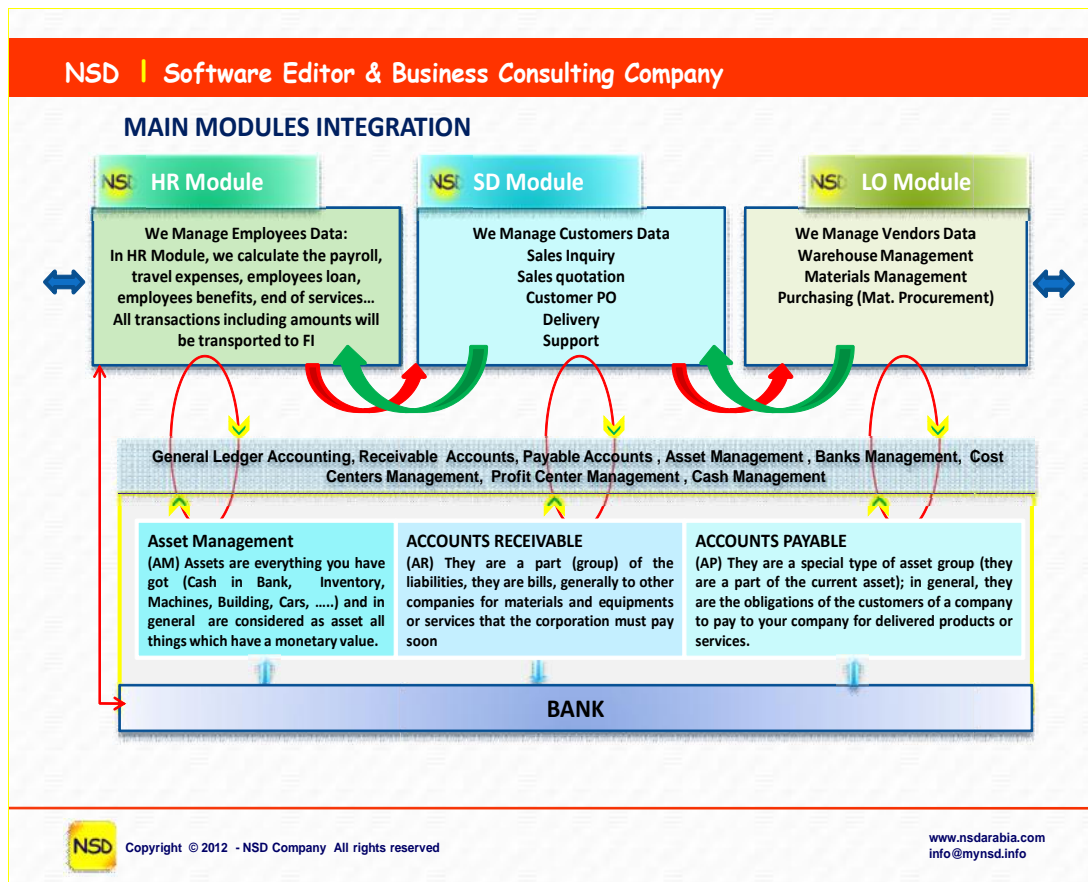 NSD | Software Editor & Business Consulting Company
MAIN MODULES INTEGRATION
NSD HR Module
We Manage Employees Data:
In HR Module, we calculate the payroll,
travel expenses, employees loan,
employees benefits, end of services…
All transactions including amounts will
be transported to FI
NSD SD Module
We Manage Customers Data
Sales Inquiry
Sales quotation
Customer PO
Delivery
Support
NSD LO Module
We Manage Vendors Data
Warehouse Management
Materials Management
Purchasing (Mat. Procurement)
General Ledger Accounting, Receivable Accounts, Payable Accounts , Asset Management , Banks Management, Cost
Centers Management, Profit Center Management , Cash Management
Asset Management
(AM) Assets are everything you have
got (Cash in Bank, Inventory,
Machines, Building, Cars, …..) and in
general are considered as asset all
things which have a monetary value.
ACCOUNTS RECEIVABLE
(AR) They are a part (group) of the
liabilities, they are bills, generally to other
companies for materials and equipments
or services that the corporation must pay
soon
ACCOUNTS PAYABLE
(AP) They are a special type of asset group (they
are a part of the current asset); in general, they
are the obligations of the customers of a company
to pay to your company for delivered products or
services.
BANK
NSD
Copyright © 2012 - NSD Company All rights reserved
www.nsdarabia.com
info@mynsd.info